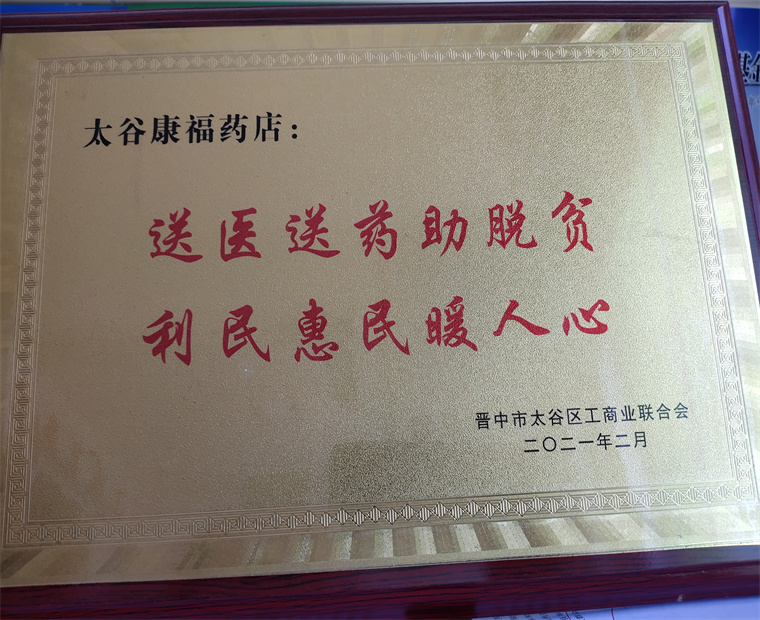 太谷康福药店：
送医送药助脱贫
利民惠民暖人心
晋中市太谷区工商业联合会
二〇二一年二月